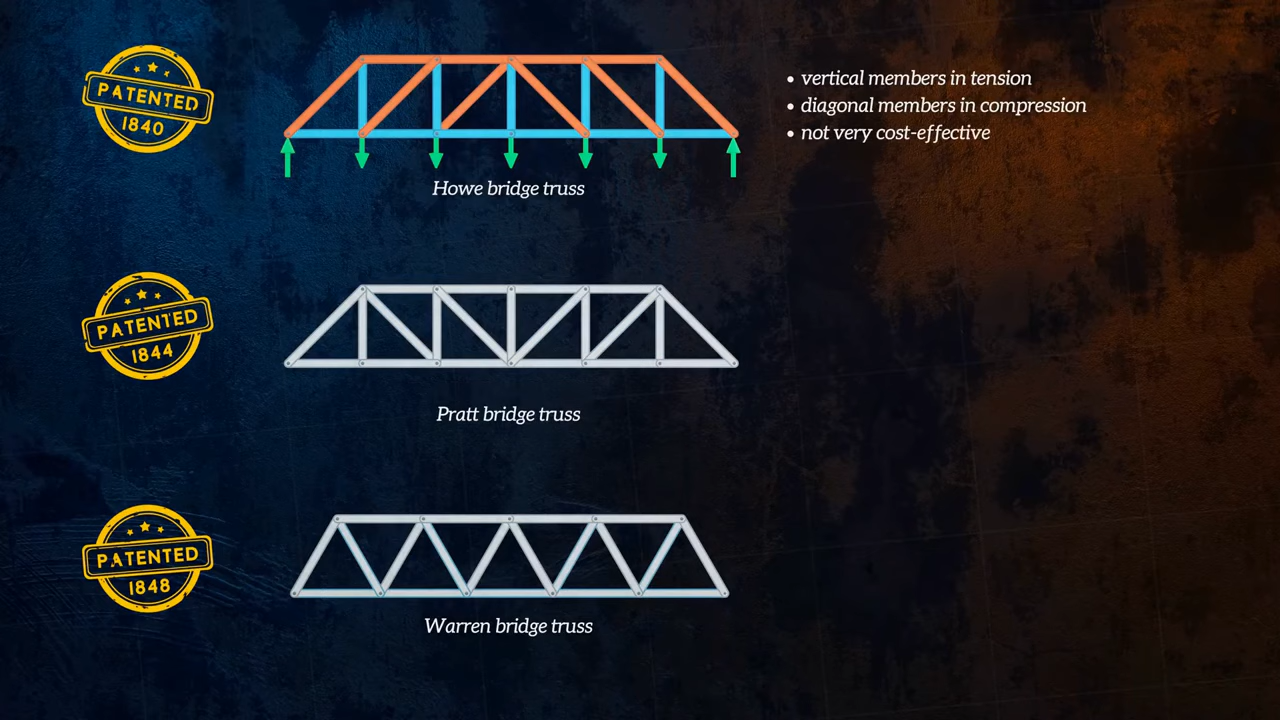 PATENTED
1840
• vertical members in tension
• diagonal members in compression
• not very cost-effective
Howe bridge truss
PATENTED
1844
Pratt bridge truss
PATENTED
1848
Warren bridge truss